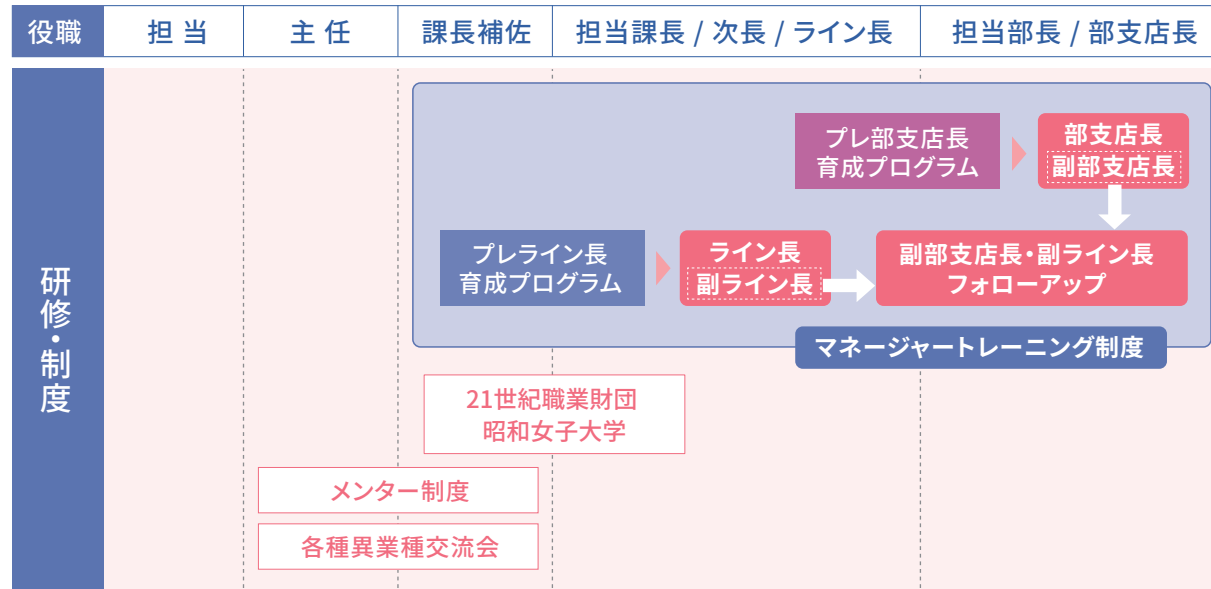 役職
担当
主任
課長補佐
担当課長 / 次長 / ライン長
担当部長 / 部支店長
研修・制度
プレ部支店長
育成プログラム
部支店長
副部支店長
プレライン長
育成プログラム
ライン長
副ライン長
副部支店長・副ライン長
フォローアップ
マネージャートレーニング制度
21世紀職業財団
昭和女子大学
メンター制度
各種異業種交流会